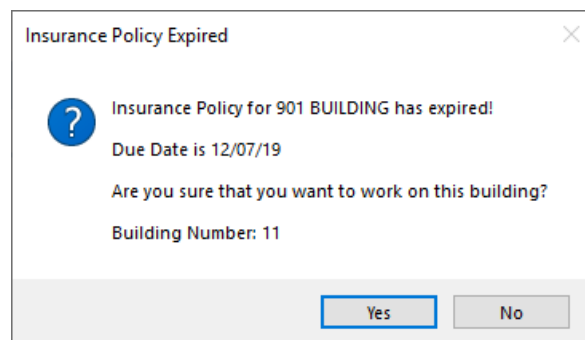 Insurance Policy Expired
Insurance Policy for 901 BUILDING has expired!
Due Date is 12/07/19
Are you sure that you want to work on this building?
Building Number: 11
Yes
No